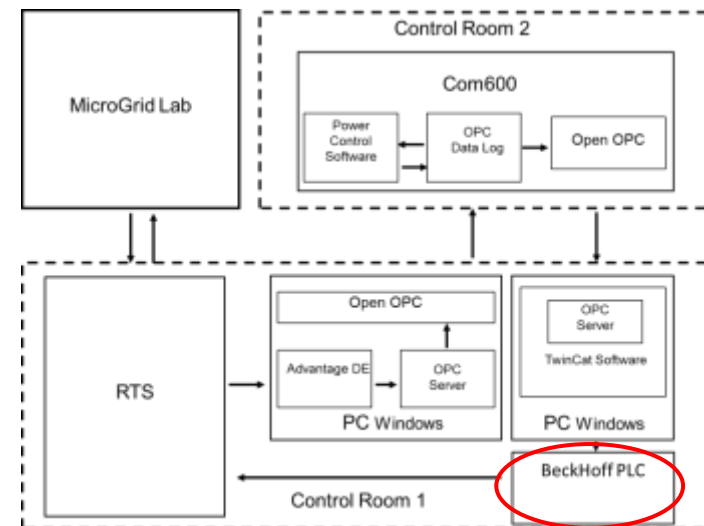 Control Room 2
Com600
MicroGrid Lab
Power
Control
Software
OPC
Data Log
Open OPC
Open OPC
Advantage DE
OPC
Server
PC Windows
OPC
Server
TwinCat Software
PC Windows
RTS
BeckHoff PLC
Control Room 1